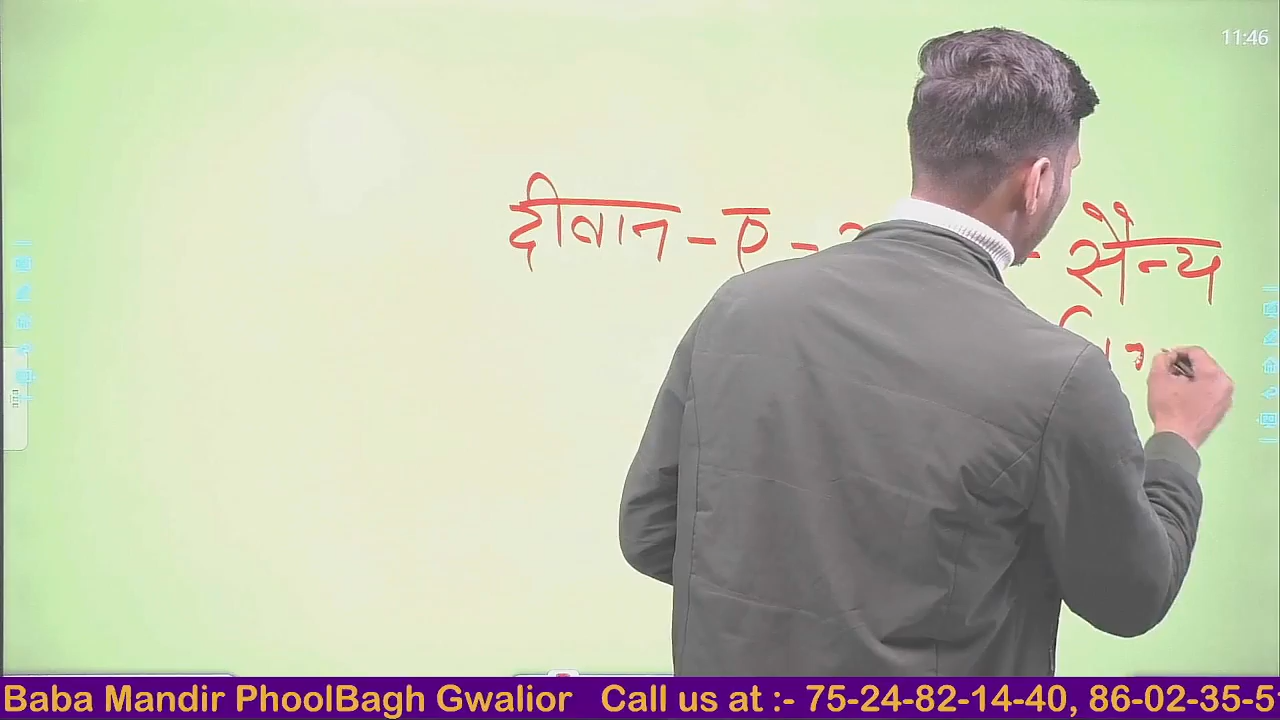 11:46
दीवान - ए - - सैन्य
Baba Mandir PhoolBagh Gwalior Call us at :- 75-24-82-14-40, 86-02-35-5